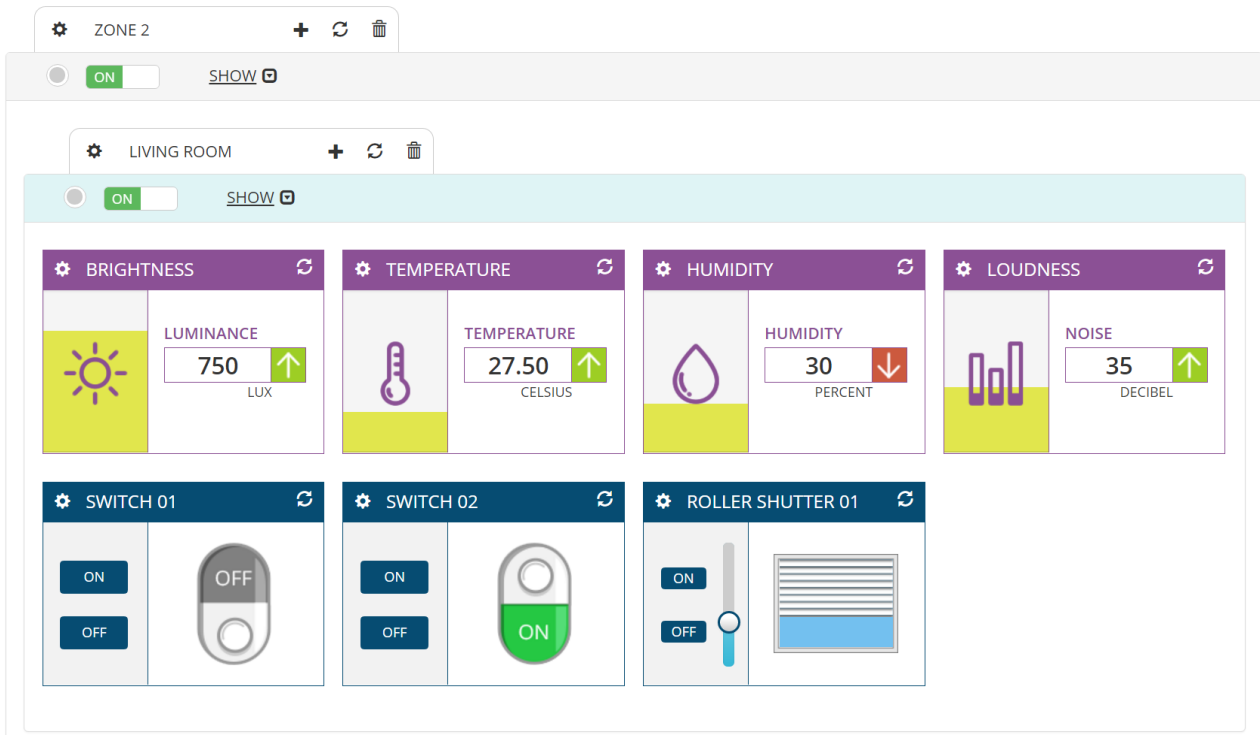 ZONE 2
ON
SHOW
LIVING ROOM
ON
SHOW
BRIGHTNESS
LUMINANCE
750
LUX
TEMPERATURE
TEMPERATURE
27.50
CELSIUS
HUMIDITY
HUMIDITY
30
PERCENT
LOUDNESS
NOISE
35
DECIBEL
SWITCH 01
ON
OFF
OFF
SWITCH 02
ON
OFF
ON
ROLLER SHUTTER 01
ON
OFF